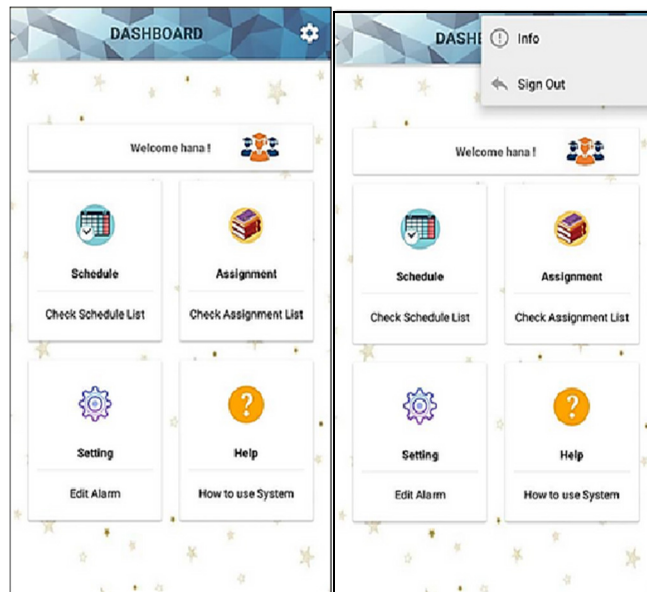 DASHBOARD
Welcome hana !
Schedule
Check Schedule List
Assignment
Check Assignment List
Setting
Edit Alarm
Help
?
How to use System
DASHB
Info
Sign Out
Welcome hana !
Schedule
Check Schedule List
Assignment
Check Assignment List
Setting
Edit Alarm
Help
?
How to use System